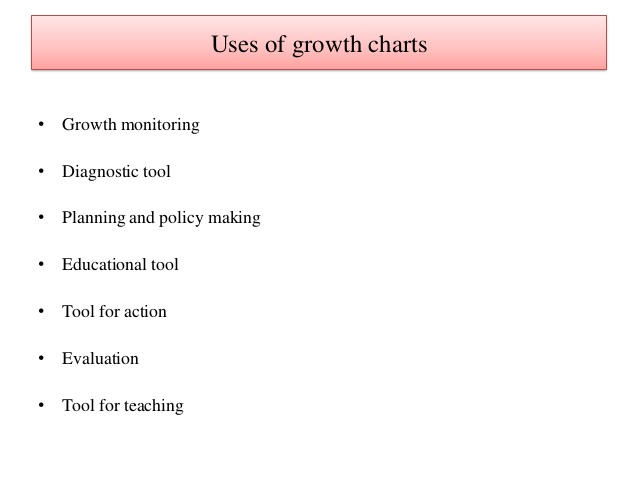 Uses of growth charts
• Growth monitoring
• Diagnostic tool
• Planning and policy making
• Educational tool
• Tool for action
• Evaluation
• Tool for teaching